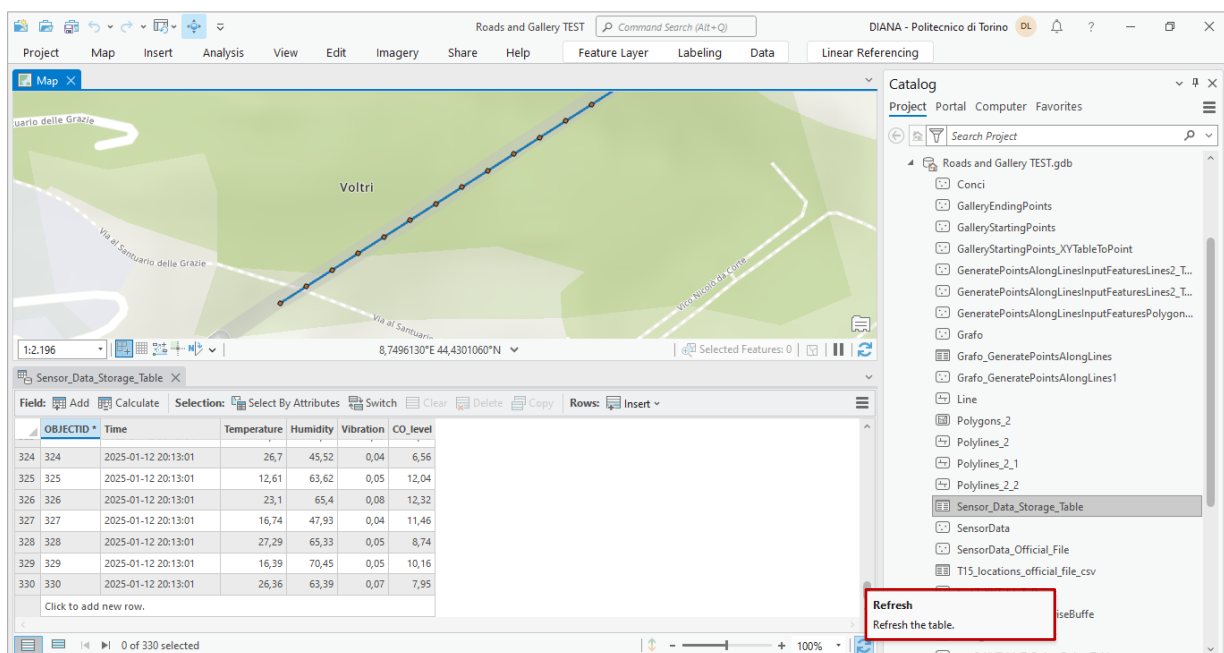 Roads and Gallery TEST
Command Search (Alt+Q)
DIANA - Politecnico di Torino
DL
?
Project Map Insert Analysis View Edit Imagery Share Help Feature Layer Labeling Data Linear Referencing
Map
Voltri
Via al Santuario delle Grazie
Vico Nicolò da Corte
1:2.196
8,7496130°E 44,4301060°N
Selected Features: 0
Sensor_Data_Storage_Table
Field: Add Calculate Selection: Select By Attributes Switch Clear Delete Copy Rows: Insert
OBJECTID * Time Temperature Humidity Vibration CO_level
324 324 2025-01-12 20:13:01 26,7 45,52 0,04 6,56
325 325 2025-01-12 20:13:01 12,61 63,62 0,05 12,04
326 326 2025-01-12 20:13:01 23,1 65,4 0,08 12,32
327 327 2025-01-12 20:13:01 16,74 47,93 0,04 11,46
328 328 2025-01-12 20:13:01 27,29 65,33 0,05 8,74
329 329 2025-01-12 20:13:01 16,39 70,45 0,05 10,16
330 330 2025-01-12 20:13:01 26,36 63,39 0,07 7,95
Click to add new row.
0 of 330 selected
100%
Catalog
Project Portal Computer Favorites
Search Project
Roads and Gallery TEST.gdb
Conci
GalleryEndingPoints
GalleryStartingPoints
GalleryStartingPoints_XYTableToPoint
GeneratePointsAlongLinesInputFeaturesLines2_T...
GeneratePointsAlongLinesInputFeaturesLines2_T...
GeneratePointsAlongLinesInputFeaturesPolygon...
Grafo
Grafo_GeneratePointsAlongLines
Grafo_GeneratePointsAlongLines1
Line
Polygons_2
Polylines_2
Polylines_2_1
Polylines_2_2
Sensor_Data_Storage_Table
SensorData
SensorData_Official_File
T15_locations_official_file_csv
iseBuffe
Refresh
Refresh the table.